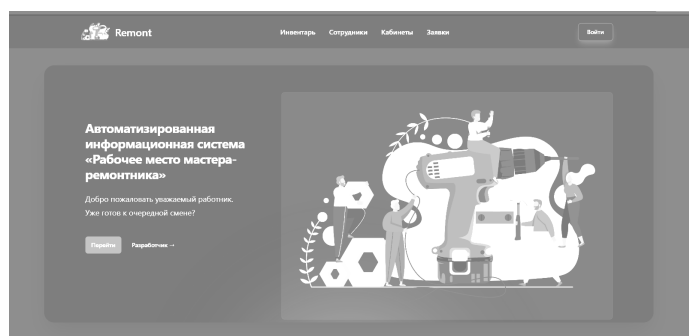 Remont
Инвентарь Сотрудники Кабинеты Заявки
Войти
Автоматизированная
информационная система
«Рабочее место мастера-
ремонтника»
Добро пожаловать уважаемый работник.
Уже готов к очередной смене?
Перейти Разработчик →